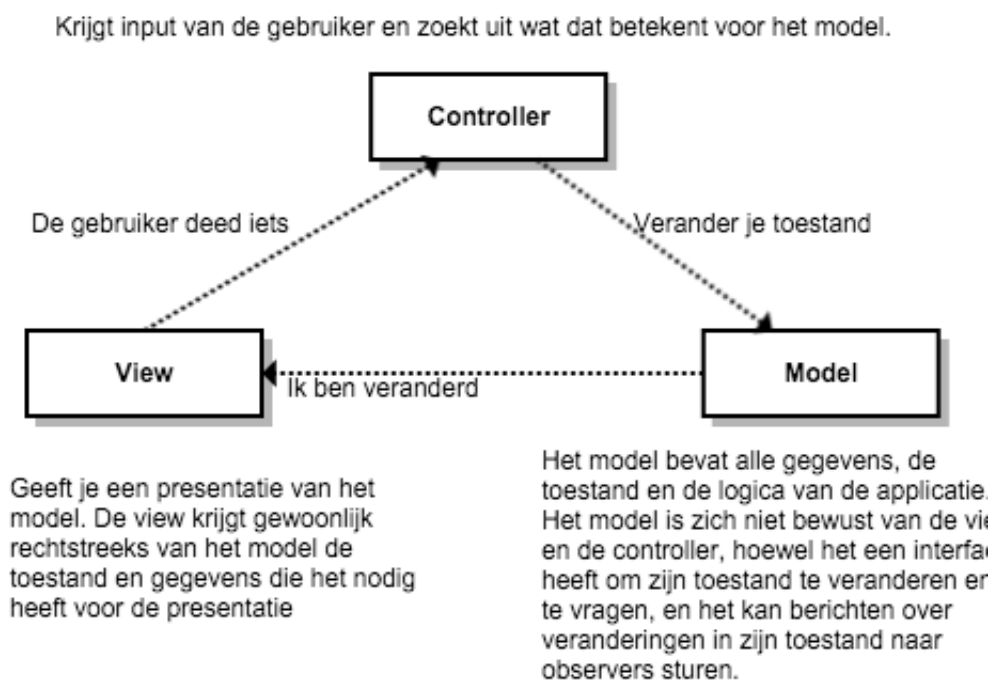 Krijgt input van de gebruiker en zoekt uit wat dat betekent voor het model.
Controller
De gebruiker deed iets
Verander je toestand
View
Ik ben veranderd
Model
Geeft je een presentatie van het
model. De view krijgt gewoonlijk
rechtstreeks van het model de
toestand en gegevens die het nodig
heeft voor de presentatie
Het model bevat alle gegevens, de
toestand en de logica van de applicatie.
Het model is zich niet bewust van de
en de controller, hoewel het een
heeft om zijn toestand te veranderen en
te vragen, en het kan berichten over
veranderingen in zijn toestand naar
observers sturen.